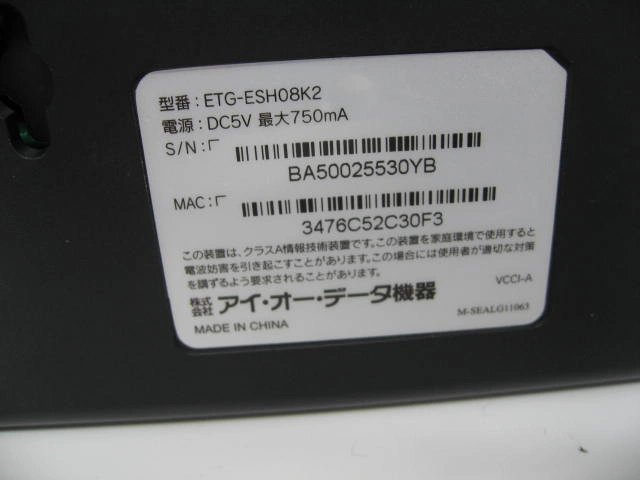 型番：ETG-ESH08K2
電源：DC5V 最大750mA
S/N：
BA50025530YB
MAC：
3476C52C30F3
この装置は、クラスA情報技術装置です。この装置を家庭環境で使用すると
電波妨害を引き起こすことがあります。この場合には使用者が適切な対策
を講ずるよう要求されることがあります。
VCCI-A
株式会社 アイ・オー・データ機器
MADE IN CHINA
M-SEALG11063